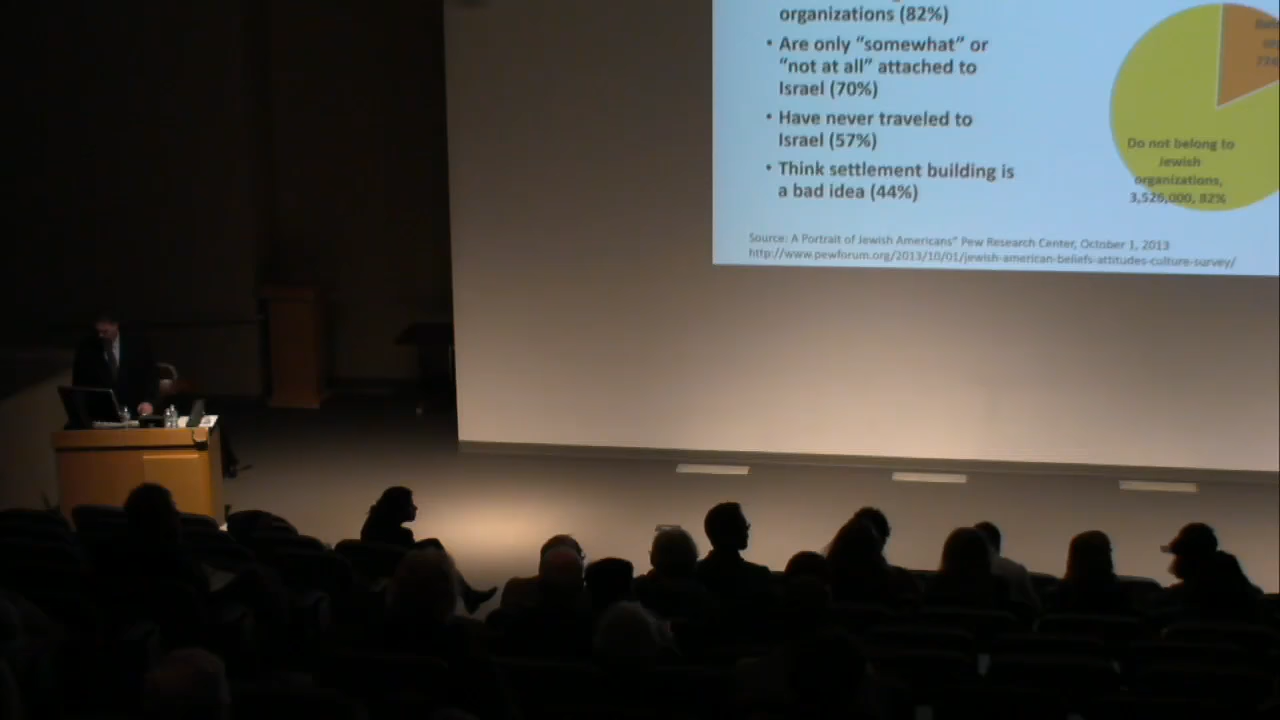 organizations (82%)
• Are only “somewhat” or
“not at all” attached to
Israel (70%)
• Have never traveled to
Israel (57%)
• Think settlement building is
a bad idea (44%)
Do not belong to
Jewish
organizations,
3,526,000, 82%
Source: A Portrait of Jewish Americans” Pew Research Center, October 1, 2013
http://www.pewforum.org/2013/10/01/jewish-american-beliefs-attitudes-culture-survey/